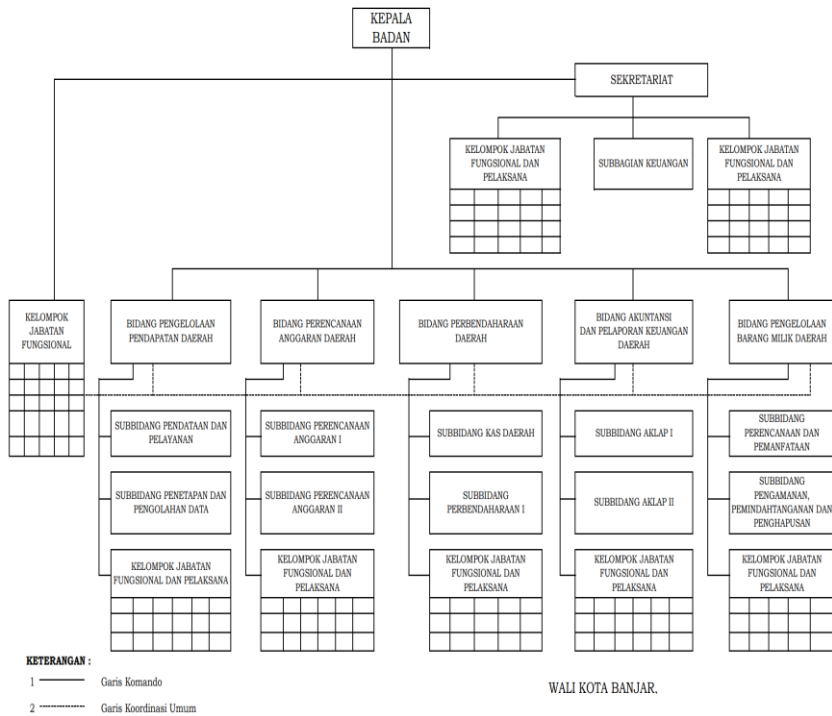 KEPALA
BADAN
SEKRETARIAT
KELOMPOK JABATAN
FUNGSIONAL DAN
PELAKSANA
SUBBAGIAN KEUANGAN
KELOMPOK JABATAN
FUNGSIONAL DAN
PELAKSANA
KELOMPOK
JABATAN
FUNGSIONAL
BIDANG PENGELOLAAN
PENDAPATAN DAERAH
BIDANG PERENCANAAN
ANGGARAN DAERAH
BIDANG PERBENDAHARAAN
DAERAH
BIDANG AKUNTANSI
DAN PELAPORAN KEUANGAN
DAERAH
BIDANG PENGELOLAAN
BARANG MILIK DAERAH
SUBBIDANG PENDATAAN DAN
PELAYANAN
SUBBIDANG PERENCANAAN
ANGGARAN I
SUBBIDANG KAS DAERAH
SUBBIDANG AKLAP I
SUBBIDANG
PERENCANAAN DAN
PEMANFATAAN
SUBBIDANG PENETAPAN DAN
PENGOLAHAN DATA
SUBBIDANG PERENCANAAN
ANGGARAN II
SUBBIDANG
PERBENDAHARAAN I
SUBBIDANG AKLAP II
SUBBIDANG
PENGAMANAN,
PEMINDAHTANGANAN DAN
PENGHAPUSAN
KELOMPOK JABATAN
FUNGSIONAL DAN PELAKSANA
KELOMPOK JABATAN
FUNGSIONAL DAN
PELAKSANA
KELOMPOK JABATAN
FUNGSIONAL DAN
PELAKSANA
KELOMPOK JABATAN
FUNGSIONAL DAN
PELAKSANA
KELOMPOK JABATAN
FUNGSIONAL DAN
PELAKSANA
KETERANGAN :
1 Garis Komando
2 Garis Koordinasi Umum
WALI KOTA BANJAR,